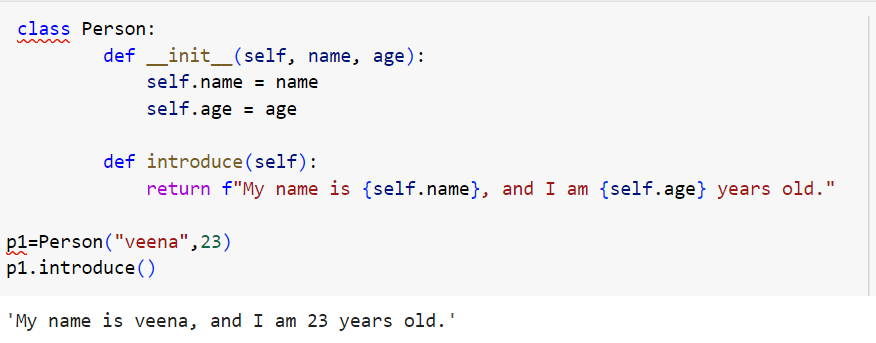 class Person:
def __init__(self, name, age):
self.name = name
self.age = age
def introduce(self):
return f"My name is {self.name}, and I am {self.age} years old."
p1=Person("veena",23)
p1.introduce()
'My name is veena, and I am 23 years old.'